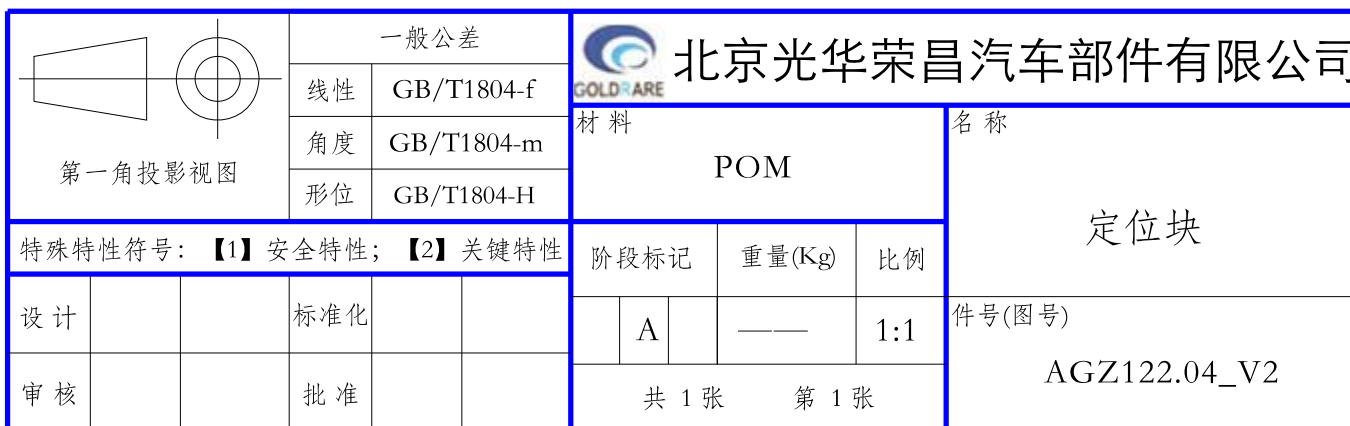 一般公差
线性 GB/T1804-f
角度 GB/T1804-m
形位 GB/T1804-H
第一角投影视图
GOLDRARE
北京光华荣昌汽车部件有限公司
材料
POM
名称
定位块
特殊特性符号：【1】安全特性；【2】关键特性
阶段标记 重量(Kg) 比例
A —— 1:1
共 1 张 第 1 张
件号(图号)
AGZ122.04_V2
设计 标准化
审核 批准